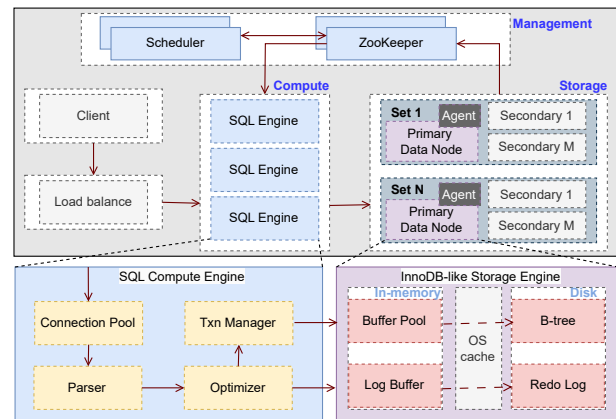 Management
Scheduler
ZooKeeper
Compute
Storage
Client
Load balance
SQL Engine
SQL Engine
SQL Engine
Set 1
Agent
Primary
Data Node
Secondary 1
Secondary M
Set N
Agent
Primary
Data Node
Secondary 1
Secondary M
SQL Compute Engine
Connection Pool
Txn Manager
Parser
Optimizer
InnoDB-like Storage Engine
In-memory
Disk
Buffer Pool
OS
cache
B-tree
Log Buffer
Redo Log